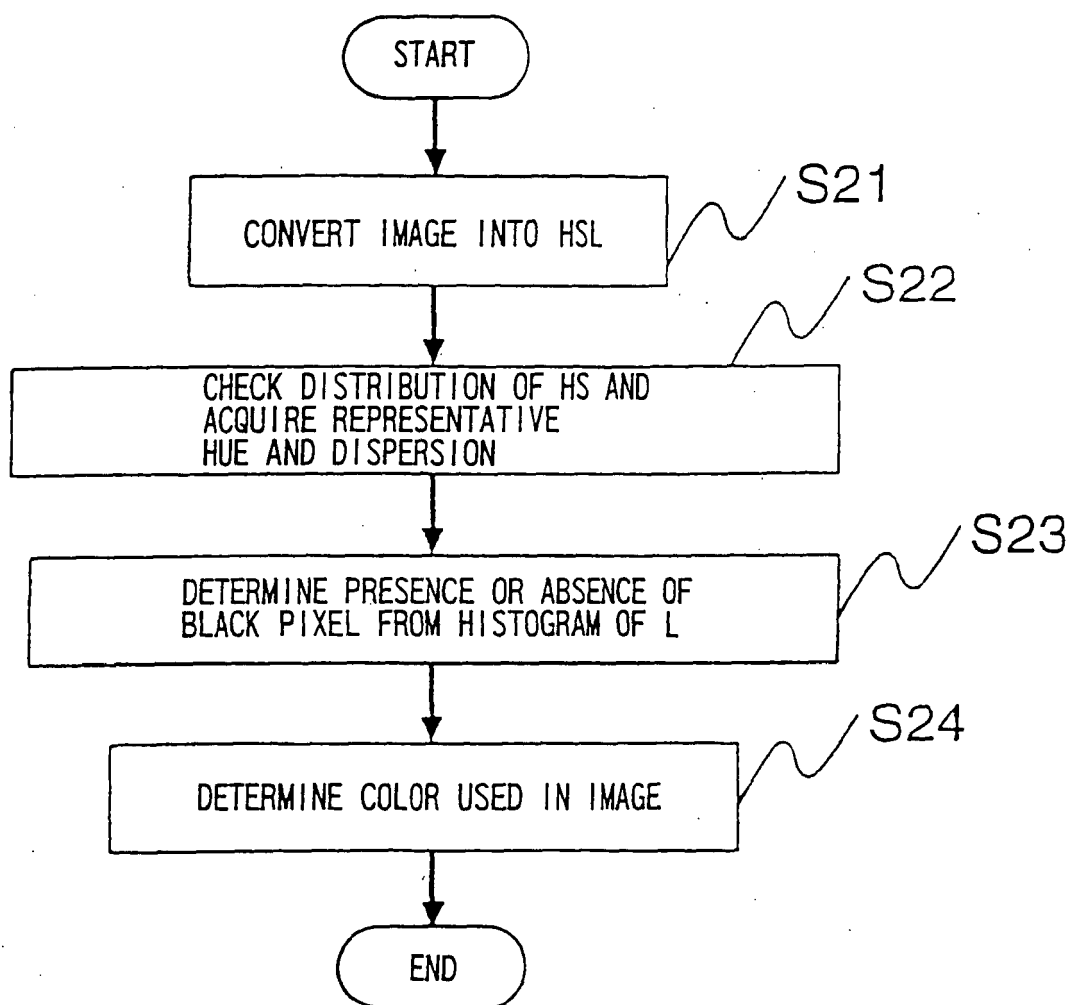 START
CONVERT IMAGE INTO HSL
S21
S22
CHECK DISTRIBUTION OF HS AND
ACQUIRE REPRESENTATIVE
HUE AND DISPERSION
S23
DETERMINE PRESENCE OR ABSENCE OF
BLACK PIXEL FROM HISTOGRAM OF L
S24
DETERMINE COLOR USED IN IMAGE
END